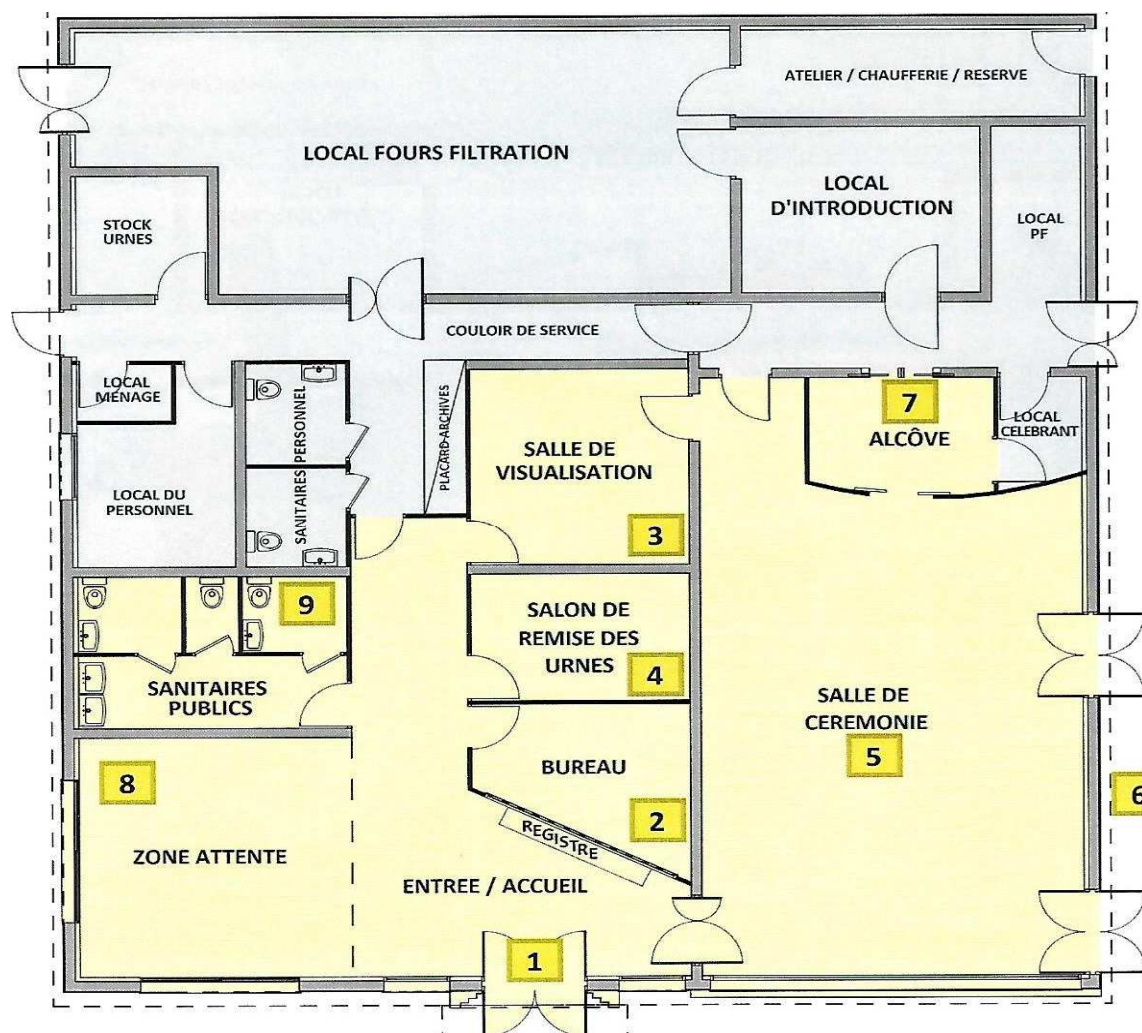 ATELIER / CHAUFFERIE / RESERVE
LOCAL FOURS FILTRATION
LOCAL
D'INTRODUCTION
LOCAL
PF
STOCK
URNES
COULOIR DE SERVICE
LOCAL
MENAGE
LOCAL DU
PERSONNEL
SANITAIRES PERSONNEL
PLACARD ARCHIVES
SALLE DE
VISUALISATION
3
7
ALCÔVE
LOCAL
CELEBRANT
9
SANITAIRES
PUBLICS
SALON DE
REMISE DES
URNES
4
SALLE DE
CEREMONIE
5
6
8
ZONE ATTENTE
BUREAU
2
REGISTRE
ENTREE / ACCUEIL
1